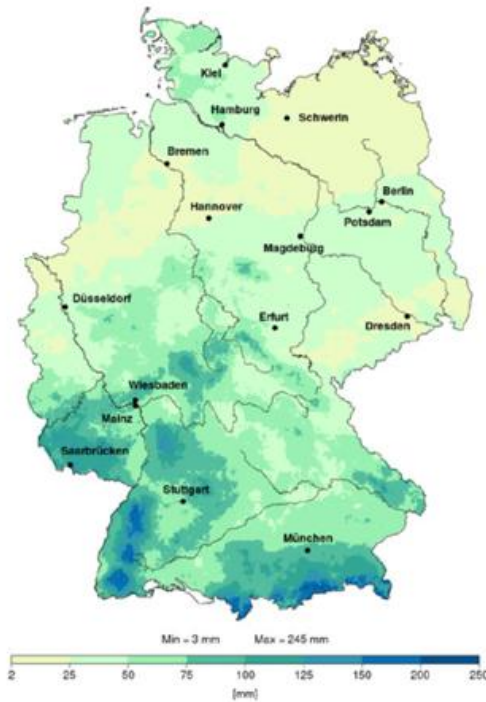 Kiel
Hamburg
Schwerin
Bremen
Berlin
Hannover
Potsdam
Magdeburg
Düsseldorf
Erfurt
Dresden
Wiesbaden
Mainz
Saarbrücken
Stuttgart
München
Min = 3 mm Max = 245 mm
2 25 50 75 100 125 150 200 250
[mm]